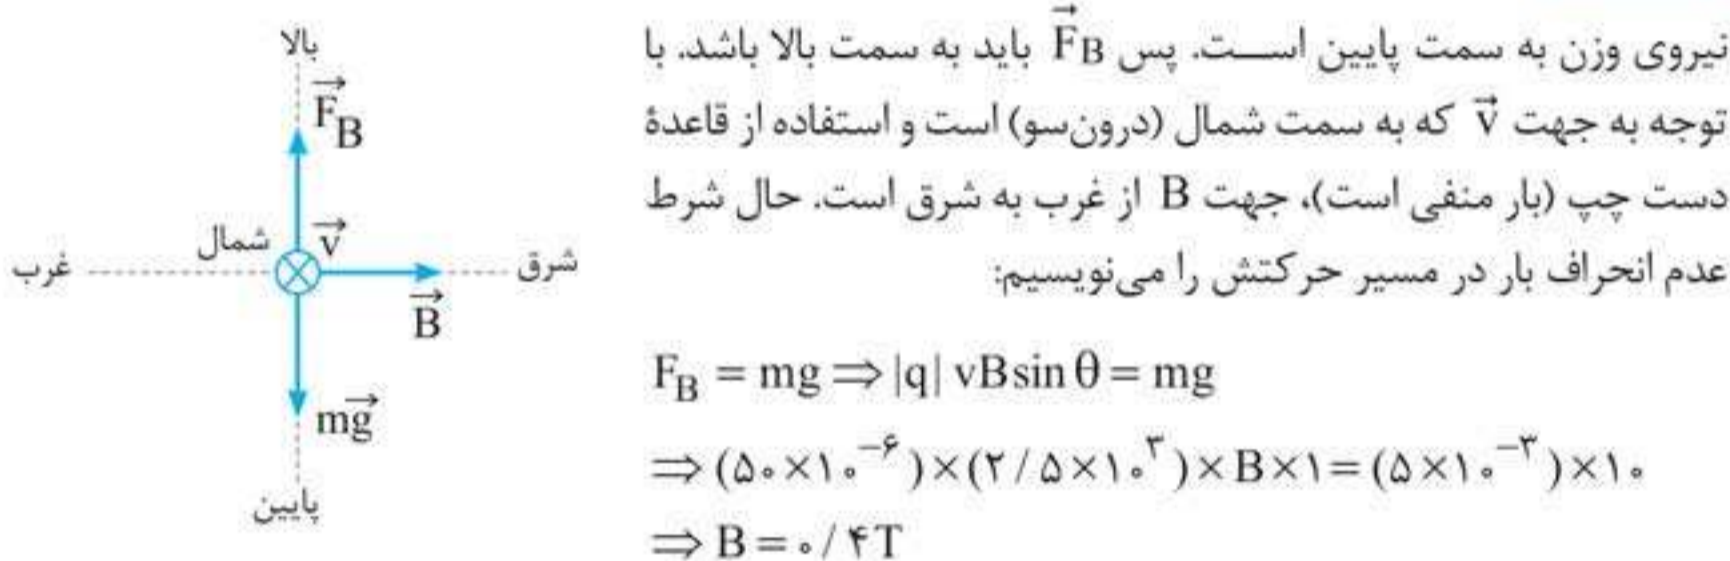 نیروی وزن به سمت پایین است. پس F⃗B باید به سمت بالا باشد. با
توجه به جهت v⃗ که به سمت شمال (درون‌سو) است و استفاده از قاعدهٔ
دست چپ (بار منفی است)، جهت B از غرب به شرق است. حال شرط
عدم انحراف بار در مسیر حرکتش را می‌نویسیم:
F_B = mg ⇒ |q| vB sin θ = mg
⇒ (۵۰×۱۰^−۶)×(۲/۵×۱۰^۳)×B×۱=(۵×۱۰^−۳)×۱۰
⇒ B = ۰/۴T
بالا
F⃗B
شمال
v⃗
غرب
شرق
B⃗
mg⃗
پایین